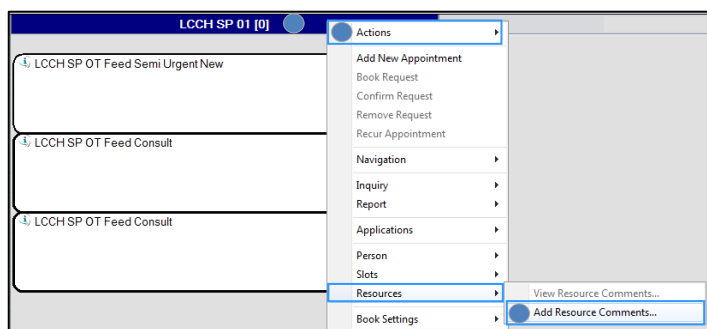 LCCH SP 01 [0]
LCCH SP OT Feed Semi Urgent New
LCCH SP OT Feed Consult
LCCH SP OT Feed Consult
Actions
Add New Appointment
Book Request
Confirm Request
Remove Request
Recur Appointment
Navigation
Inquiry
Report
Applications
Person
Slots
Resources
Book Settings
View Resource Comments...
Add Resource Comments...